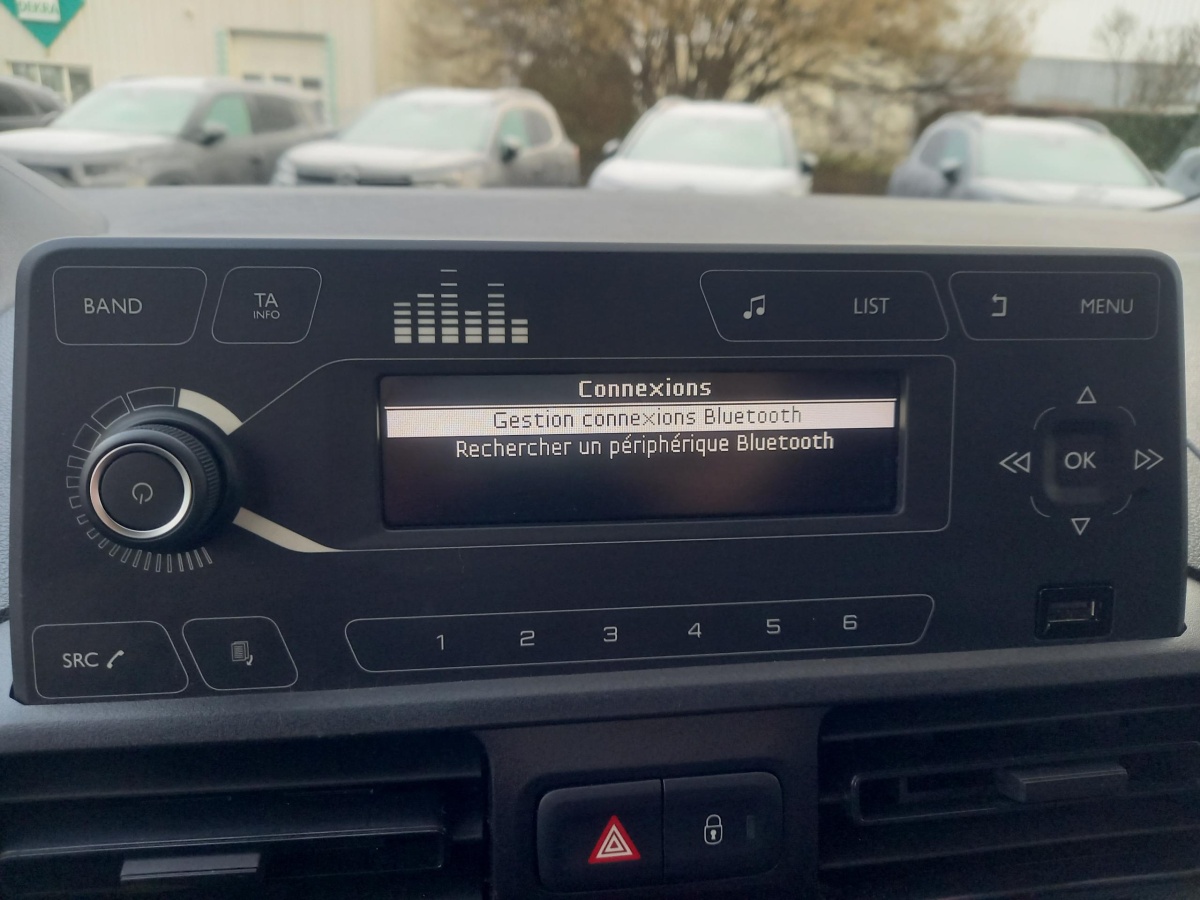 DEKRA
BAND
TA
INFO
LIST
MENU
Connexions
Gestion connexions Bluetooth
Rechercher un périphérique Bluetooth
OK
SRC
1 2 3 4 5 6